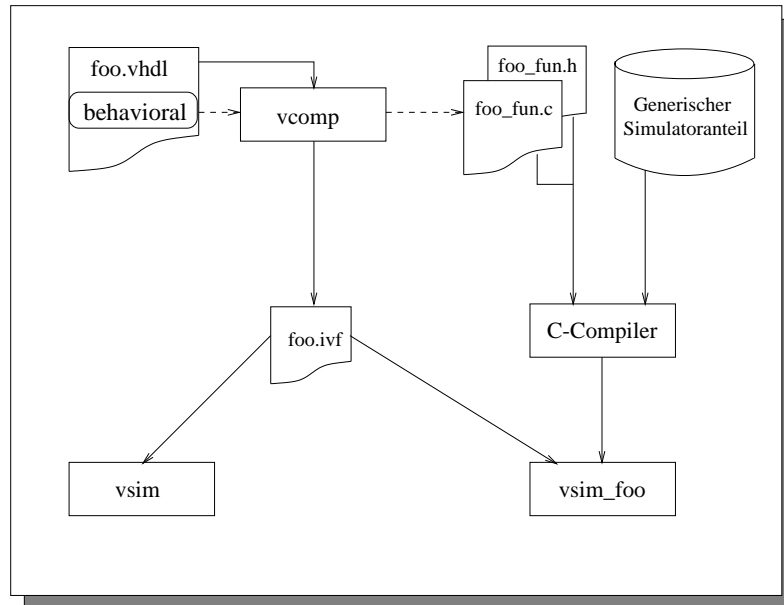 foo.vhdl
behavioral
vcomp
foo_fun.h
foo_fun.c
Generischer
Simulatoranteil
foo.ivf
C-Compiler
vsim
vsim_foo